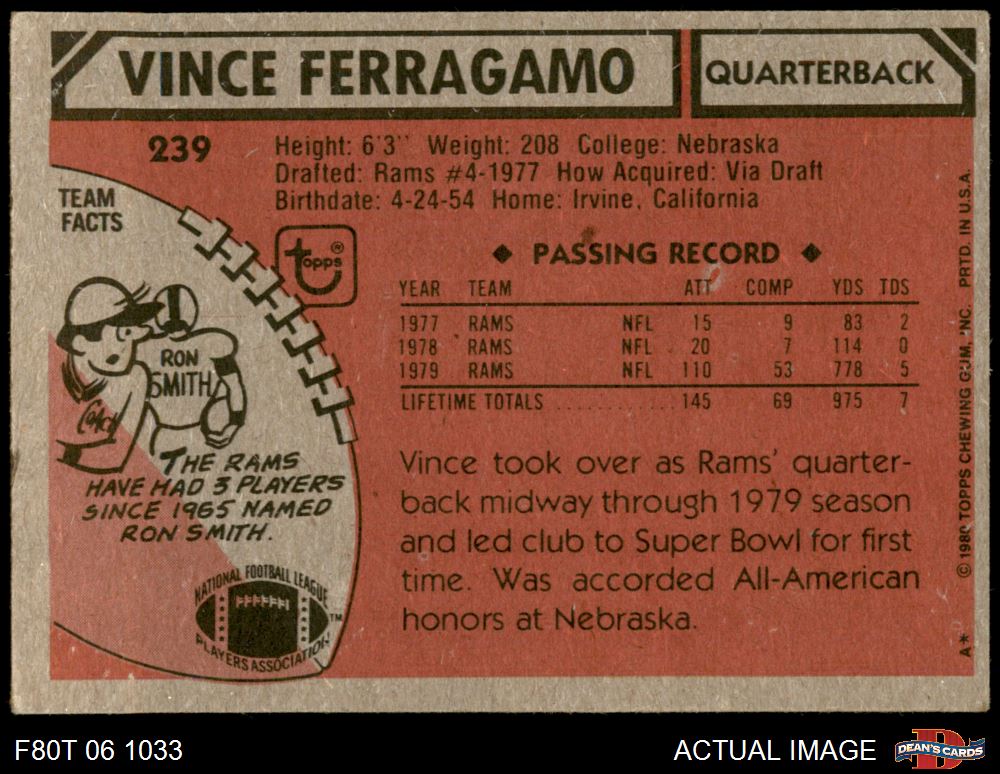 VINCE FERRAGAMO
QUARTERBACK
239
Height: 6'3" Weight: 208 College: Nebraska
Drafted: Rams #4-1977 How Acquired: Via Draft
Birthdate: 4-24-54 Home: Irvine, California
TEAM
FACTS
topps®
◆ PASSING RECORD ◆
YEAR TEAM ATT COMP YDS TDS
1977 RAMS NFL 15 9 83 2
1978 RAMS NFL 20 7 114 0
1979 RAMS NFL 110 53 778 5
LIFETIME TOTALS ............ 145 69 975 7
RON
SMITH
COACH
THE RAMS
HAVE HAD 3 PLAYERS
SINCE 1965 NAMED
RON SMITH.
Vince took over as Rams' quarter-
back midway through 1979 season
and led club to Super Bowl for first
time. Was accorded All-American
honors at Nebraska.
NATIONAL FOOTBALL LEAGUE
PLAYERS ASSOCIATION
TM
© 1980 TOPPS CHEWING GUM, INC. PRTD. IN U.S.A.
A*
F80T 06 1033
ACTUAL IMAGE
D
DEAN'S CARDS